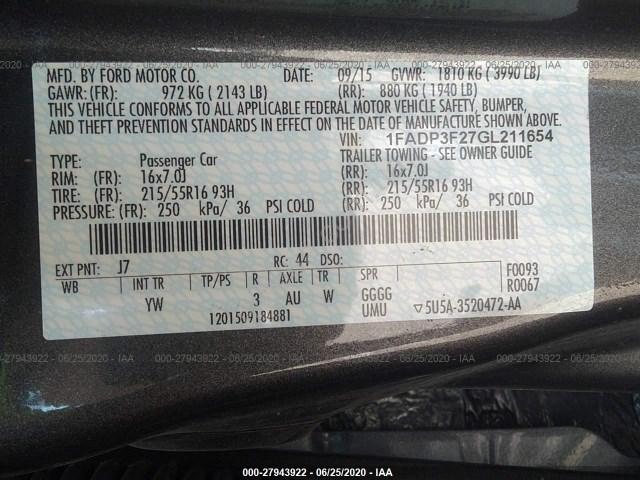 000-27943922 - 06/25/2020 - IAA
MFD. BY FORD MOTOR CO. DATE: 09/15 GVWR: 1810 KG ( 3990 LB)
GAWR: (FR) 972 KG ( 2143 LB) (RR): 880 KG ( 1940 LB)
THIS VEHICLE CONFORMS TO ALL APPLICABLE FEDERAL MOTOR VEHICLE SAFETY, BUMPER,
AND THEFT PREVENTION STANDARDS IN EFFECT ON THE DATE OF MANUFACTURE SHOWN ABOVE.
VIN: 1FADP3F27GL211654
TYPE: Passenger Car TRAILER TOWING - SEE OWNER GUIDE
RIM: (FR) 16x7.0J (RR): 16x7.0J
TIRE: (FR) 215/55R16 93H (RR): 215/55R16 93H
PRESSURE: (FR) 250 kPa/ 36 PSI COLD (RR): 250 kPa/ 36 PSI COLD
EXT PNT: J7 RC: 44 DSO: F0093
WB INT TR TP/PS R AXLE TR SPR R0067
YW 3 AU W GGGG
1201509184881 UMU ▽5U5A-3520472-AA
000-27943922 - 06/25/2020 - IAA